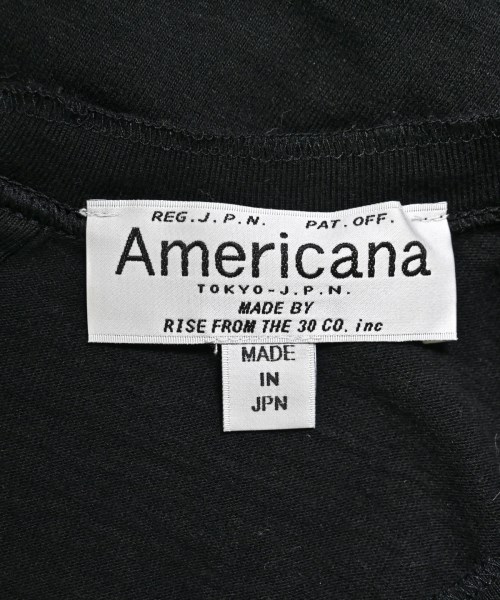 REG.J.P.N. PAT.OFF.
Americana
TOKYO-J.P.N.
MADE BY
RISE FROM THE 30 CO. inc
MADE
IN
JPN